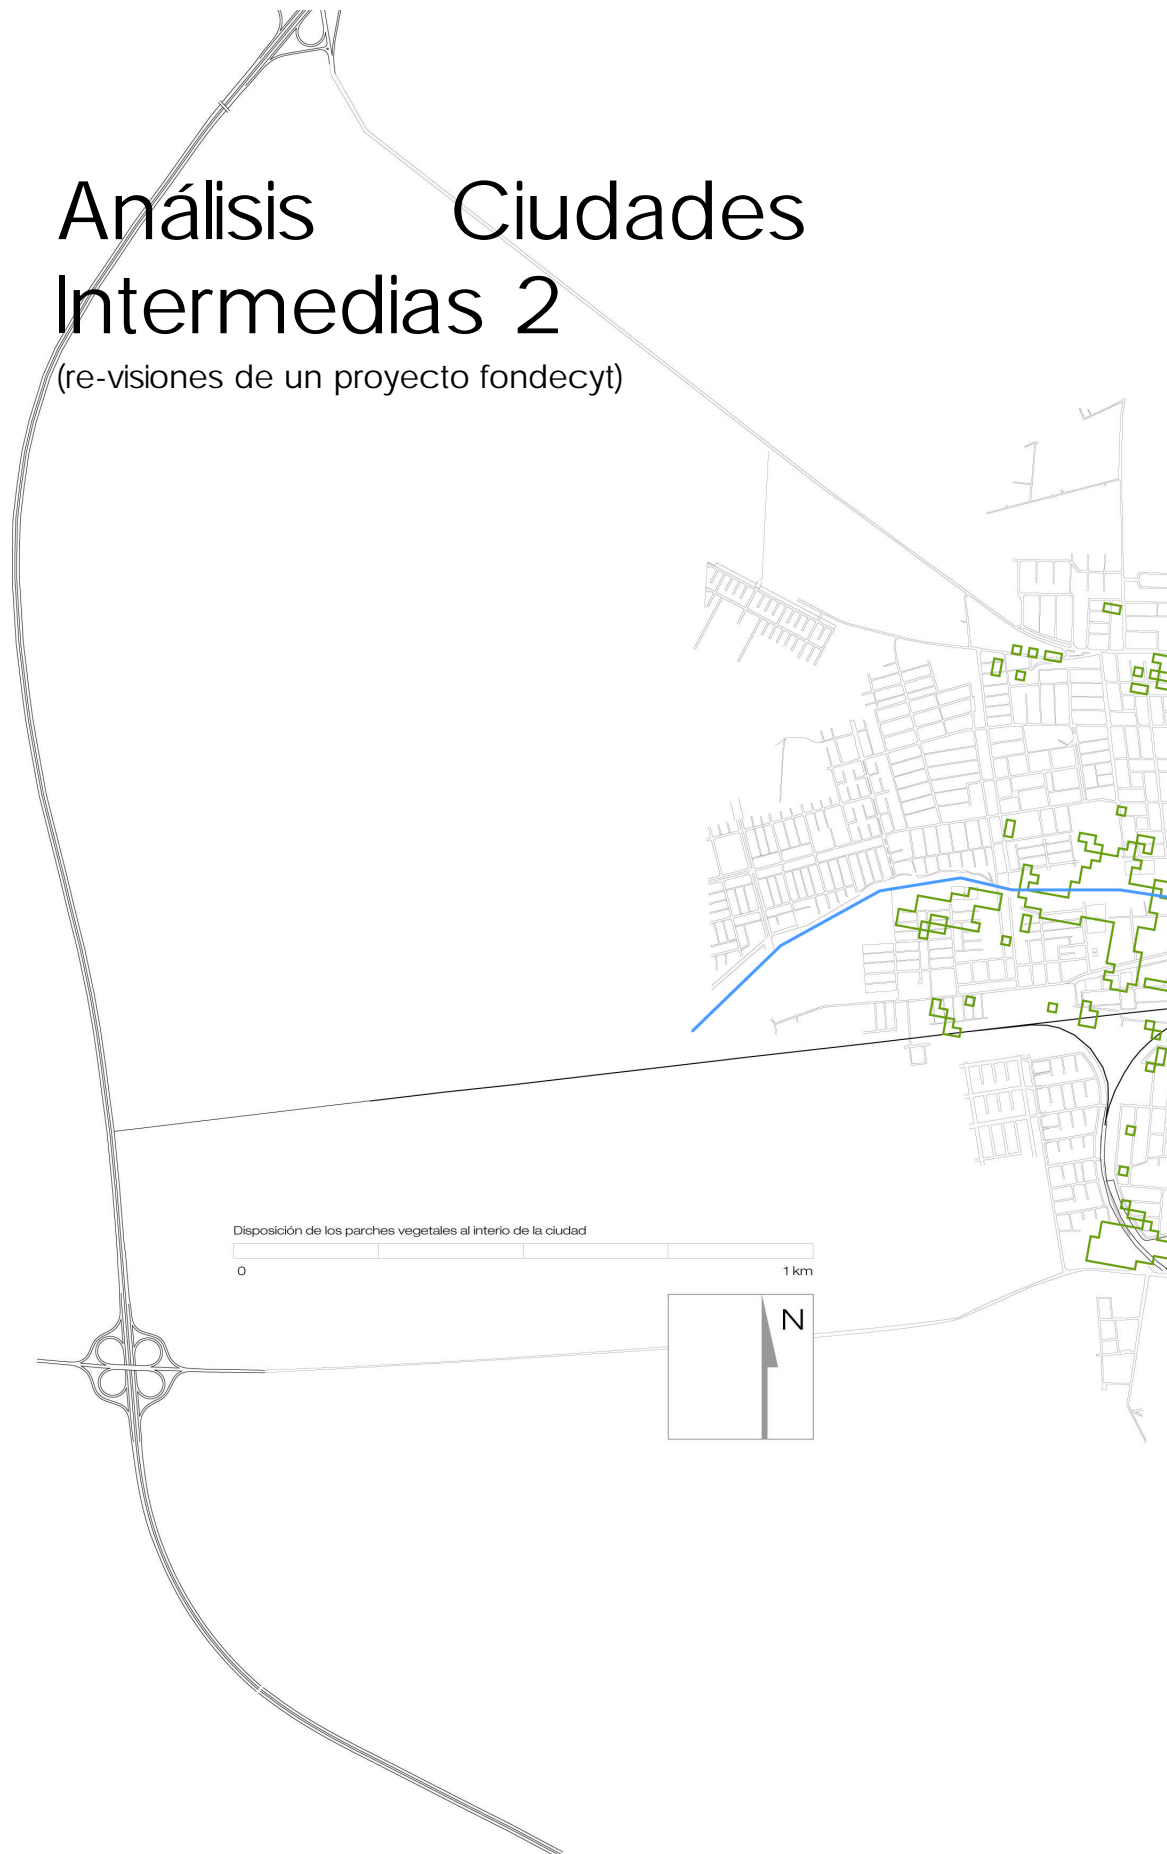 Análisis Ciudades
Intermedias 2
(re-visiones de un proyecto fondecyt)
Disposición de los parches vegetales al interio de la ciudad
0 1 km
N